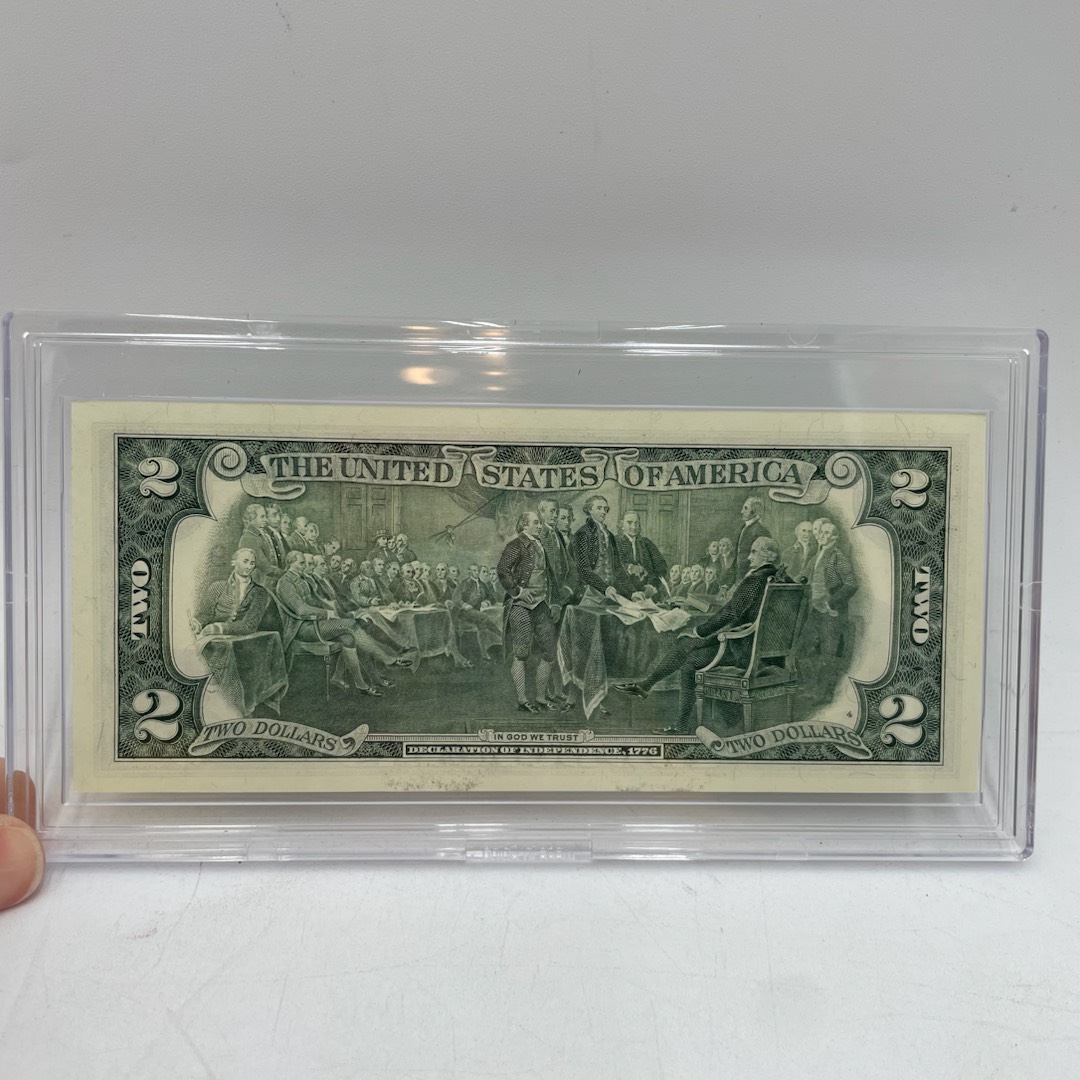 2 THE UNITED STATES OF AMERICA 2
TWO TWO
2 TWO DOLLARS IN GOD WE TRUST TWO DOLLARS 2
DECLARATION OF INDEPENDENCE, 1776